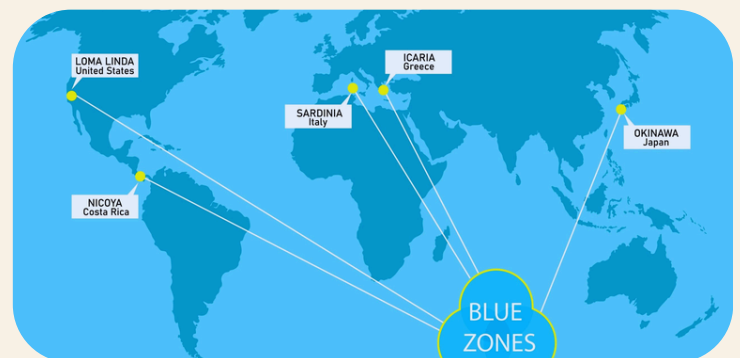 LOMA LINDA
United States
ICARIA
Greece
SARDINIA
Italy
OKINAWA
Japan
NICOYA
Costa Rica
BLUE
ZONES